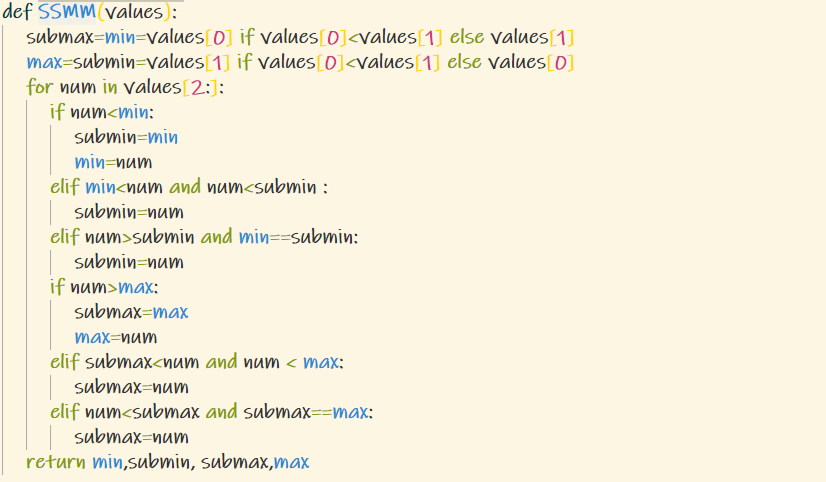 def SSMM(values):
submax=min=values[0] if values[0]<values[1] else values[1]
max=submin=values[1] if values[0]<values[1] else values[0]
for num in values[2:]:
if num<min:
submin=min
min=num
elif min<num and num<submin :
submin=num
elif num>submin and min==submin:
submin=num
if num>max:
submax=max
max=num
elif submax<num and num < max:
submax=num
elif num<submax and submax==max:
submax=num
return min,submin, submax,max